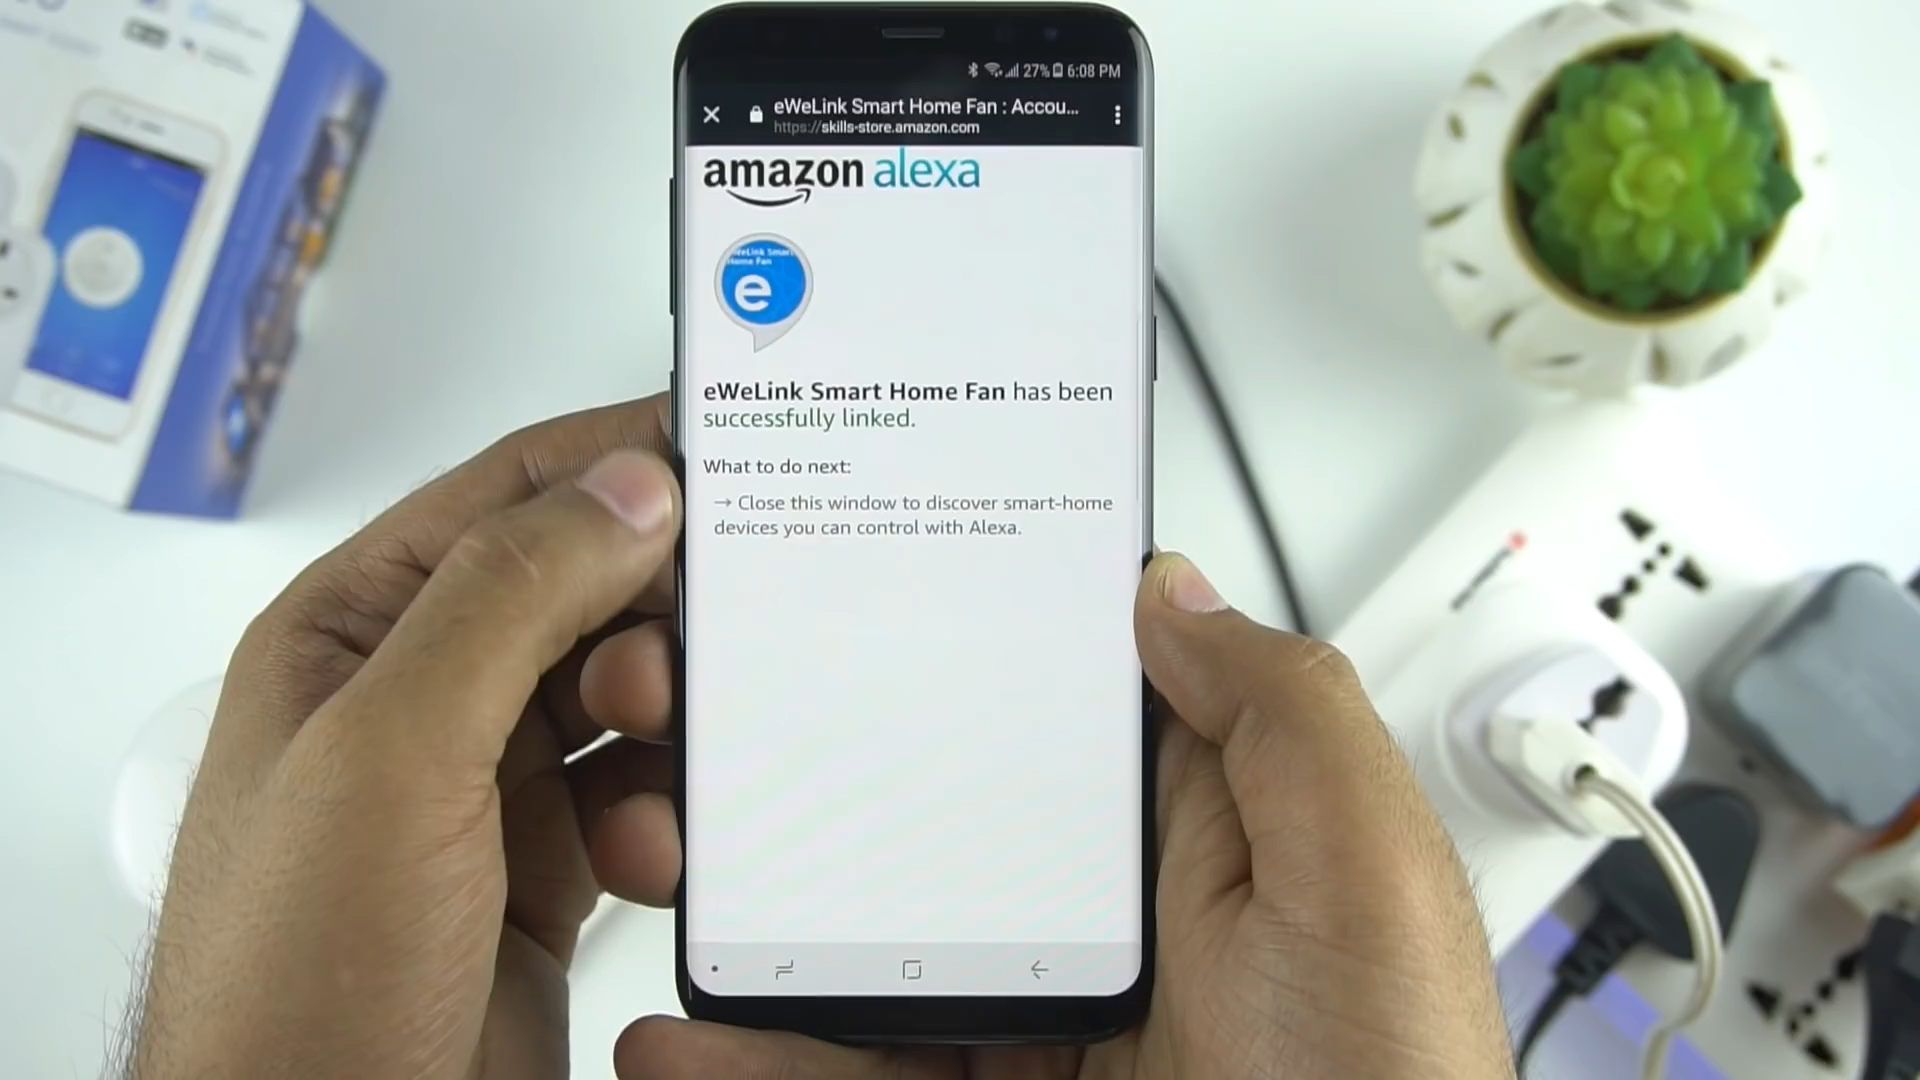 27% 6:08 PM
eWeLink Smart Home Fan : Accou...
https://skills-store.amazon.com
amazon alexa
eWeLink Smart
Home Fan
e
eWeLink Smart Home Fan has been
successfully linked.
What to do next:
→ Close this window to discover smart-home
devices you can control with Alexa.